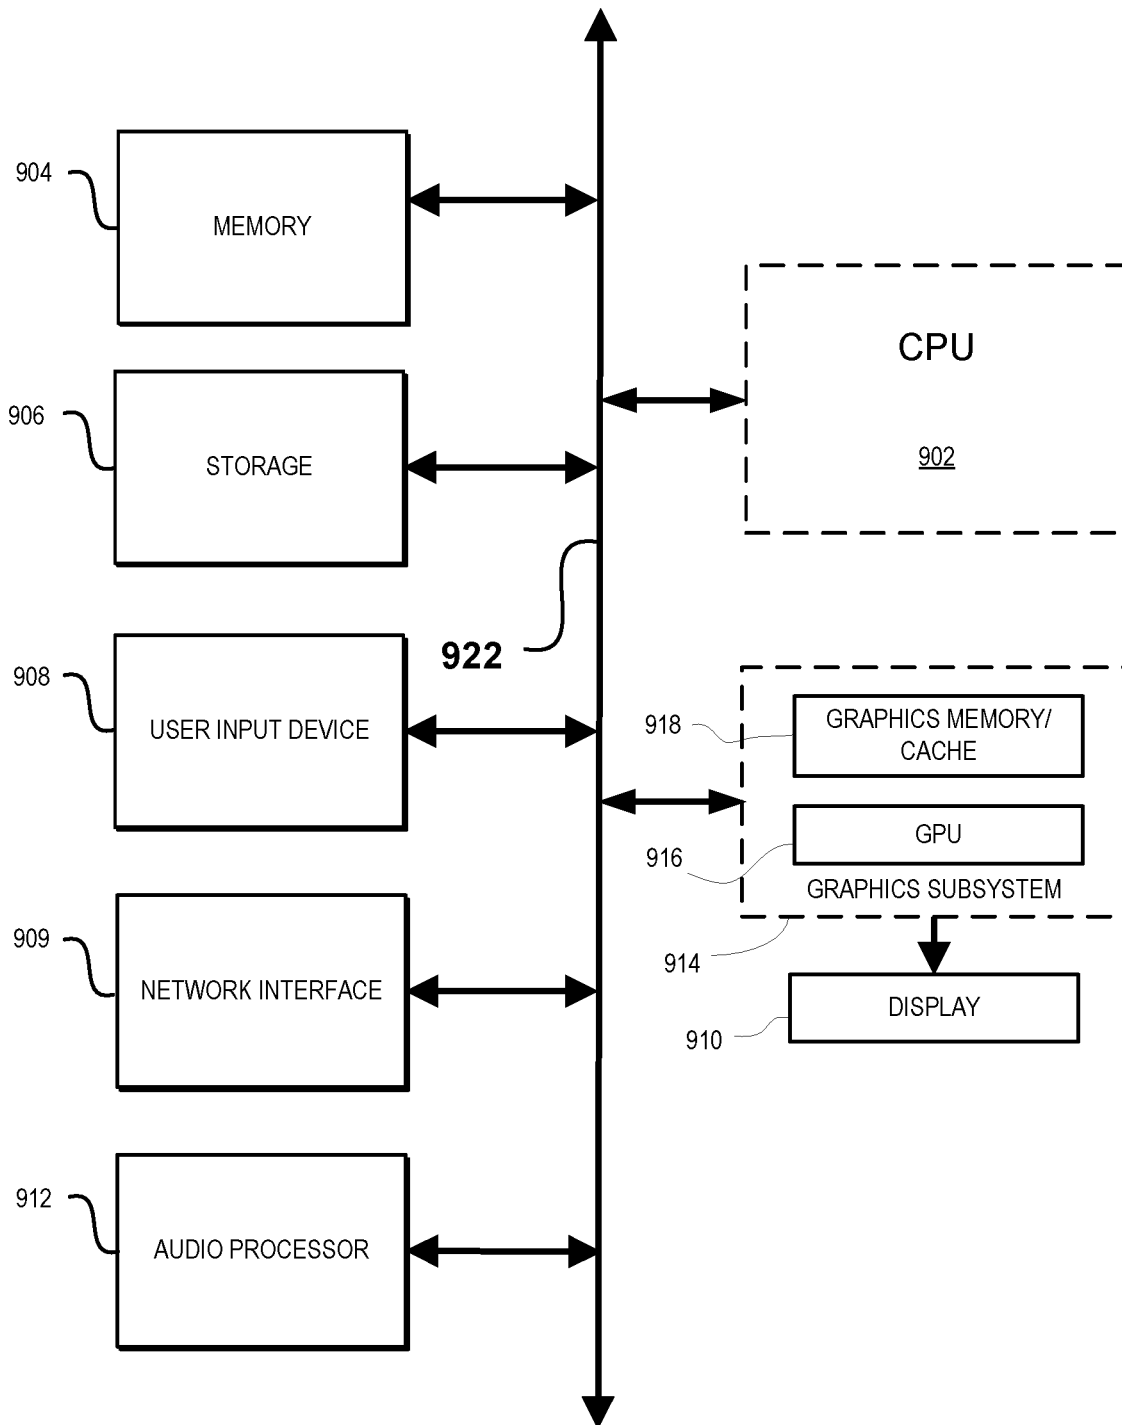 904
MEMORY
CPU
902
906
STORAGE
922
908
USER INPUT DEVICE
918
GRAPHICS MEMORY/
CACHE
916
GPU
GRAPHICS SUBSYSTEM
914
909
NETWORK INTERFACE
910
DISPLAY
912
AUDIO PROCESSOR